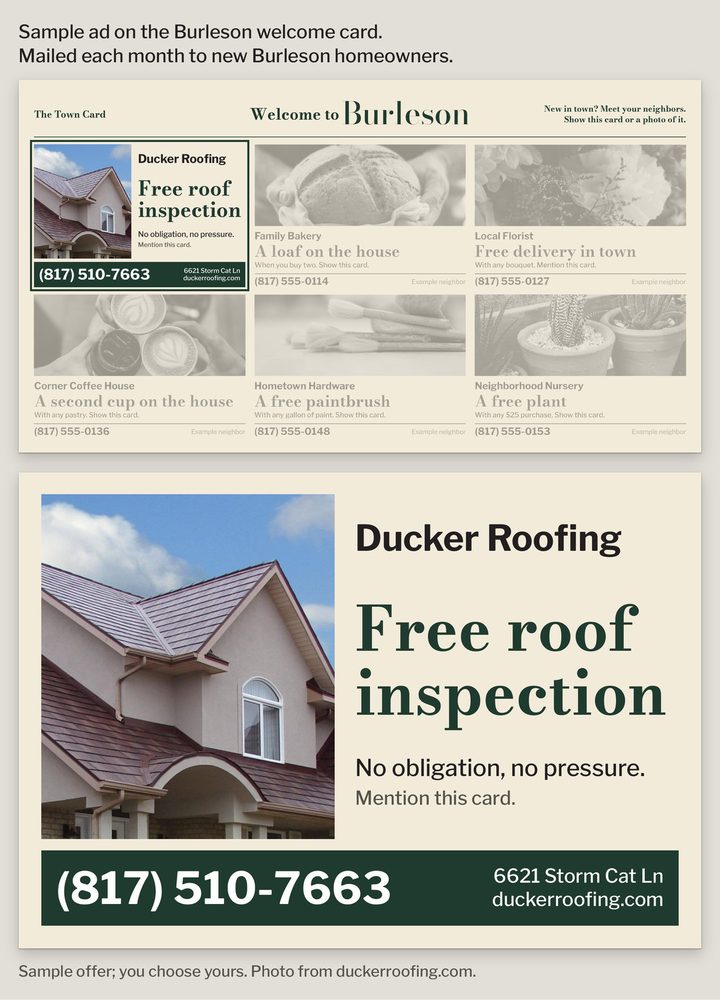 Sample ad on the Burleson welcome card.
Mailed each month to new Burleson homeowners.
The Town Card
Welcome to Burleson
New in town? Meet your neighbors.
Show this card or a photo of it.
Ducker Roofing
Free roof
inspection
No obligation, no pressure.
Mention this card.
(817) 510-7663
6621 Storm Cat Ln
duckerroofing.com
Family Bakery
A loaf on the house
When you buy two. Show this card.
(817) 555-0114
Example neighbor
Local Florist
Free delivery in town
With any bouquet. Mention this card.
(817) 555-0127
Example neighbor
Corner Coffee House
A second cup on the house
With any pastry. Show this card.
(817) 555-0136
Example neighbor
Hometown Hardware
A free paintbrush
With any gallon of paint. Show this card.
(817) 555-0148
Example neighbor
Neighborhood Nursery
A free plant
With any $25 purchase. Show this card.
(817) 555-0153
Example neighbor
Ducker Roofing
Free roof
inspection
No obligation, no pressure.
Mention this card.
(817) 510-7663
6621 Storm Cat Ln
duckerroofing.com
Sample offer; you choose yours. Photo from duckerroofing.com.